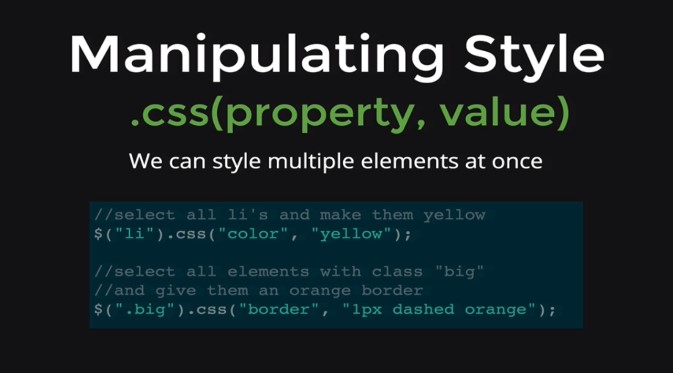 Manipulating Style
.css(property, value)
We can style multiple elements at once
//select all li's and make them yellow
$("li").css("color", "yellow");
//select all elements with class "big"
//and give them an orange border
$(".big").css("border", "1px dashed orange");